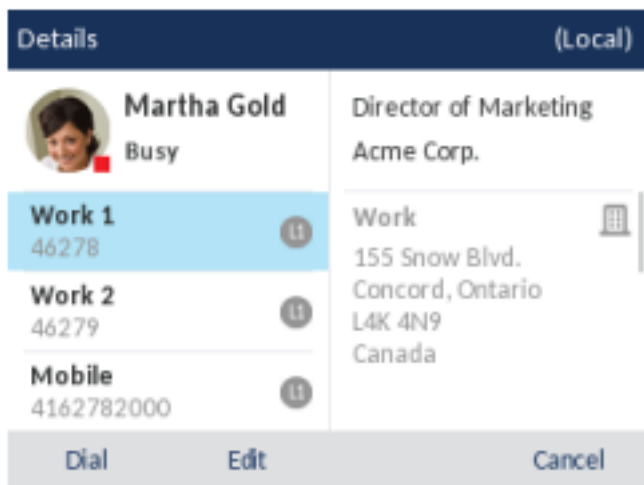 Details
(Local)
Martha Gold
Busy
Work 1
46278
L1
Work 2
46279
L1
Mobile
4162782000
L1
Director of Marketing
Acme Corp.
Work
155 Snow Blvd.
Concord, Ontario
L4K 4N9
Canada
Dial
Edit
Cancel